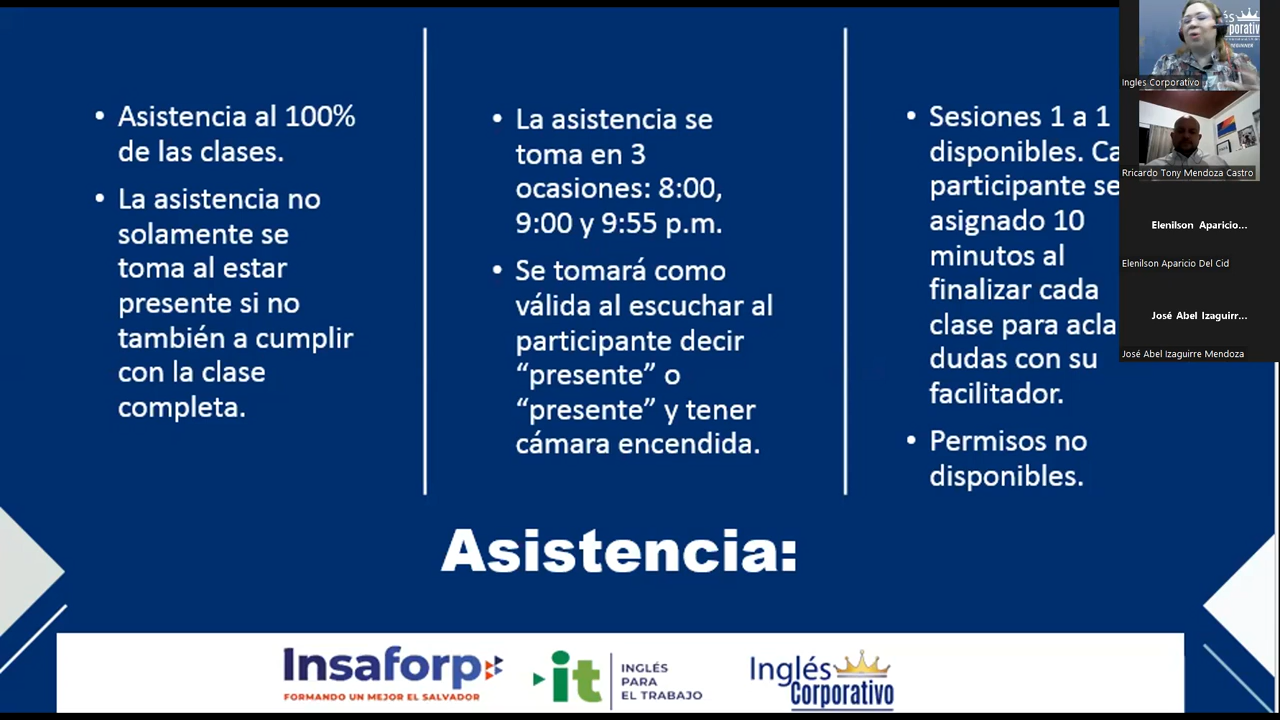 • Asistencia al 100%
de las clases.
• La asistencia no
solamente se
toma al estar
presente si no
también a cumplir
con la clase
completa.
• La asistencia se
toma en 3
ocasiones: 8:00,
9:00 y 9:55 p.m.
• Se tomará como
válida al escuchar al
participante decir
“presente” o
“presente” y tener
cámara encendida.
• Sesiones 1 a 1
disponibles. Ca
participante se
asignado 10
minutos al
finalizar cada
clase para acla
dudas con su
facilitador.
• Permisos no
disponibles.
Asistencia:
Insaforp
FORMANDO UN MEJOR EL SALVADOR
it
INGLÉS
PARA
EL TRABAJO
Inglés
Corporativo
Ingles Corporativo
Rricardo Tony Mendoza Castro
Elenilson Aparicio...
Elenilson Aparicio Del Cid
José Abel Izaguirr...
José Abel Izaguirre Mendoza